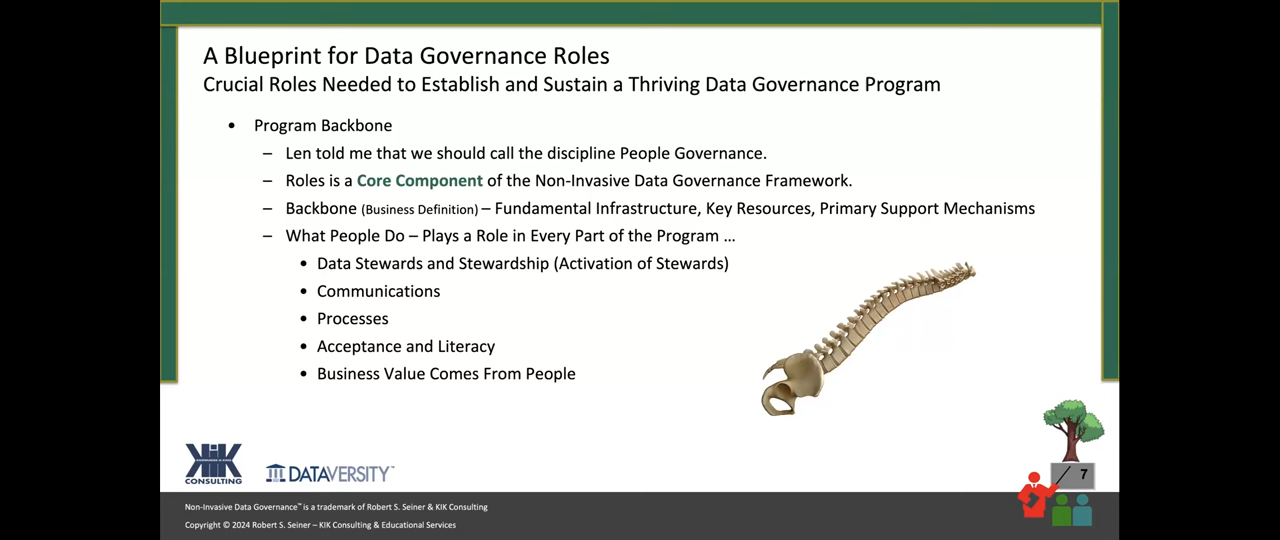 A Blueprint for Data Governance Roles
Crucial Roles Needed to Establish and Sustain a Thriving Data Governance Program
• Program Backbone
– Len told me that we should call the discipline People Governance.
– Roles is a Core Component of the Non-Invasive Data Governance Framework.
– Backbone (Business Definition) – Fundamental Infrastructure, Key Resources, Primary Support Mechanisms
– What People Do – Plays a Role in Every Part of the Program …
• Data Stewards and Stewardship (Activation of Stewards)
• Communications
• Processes
• Acceptance and Literacy
• Business Value Comes From People
KIK
CONSULTING
DATAVERSITY™
7
Non-Invasive Data Governance™ is a trademark of Robert S. Seiner & KIK Consulting
Copyright © 2024 Robert S. Seiner – KIK Consulting & Educational Services